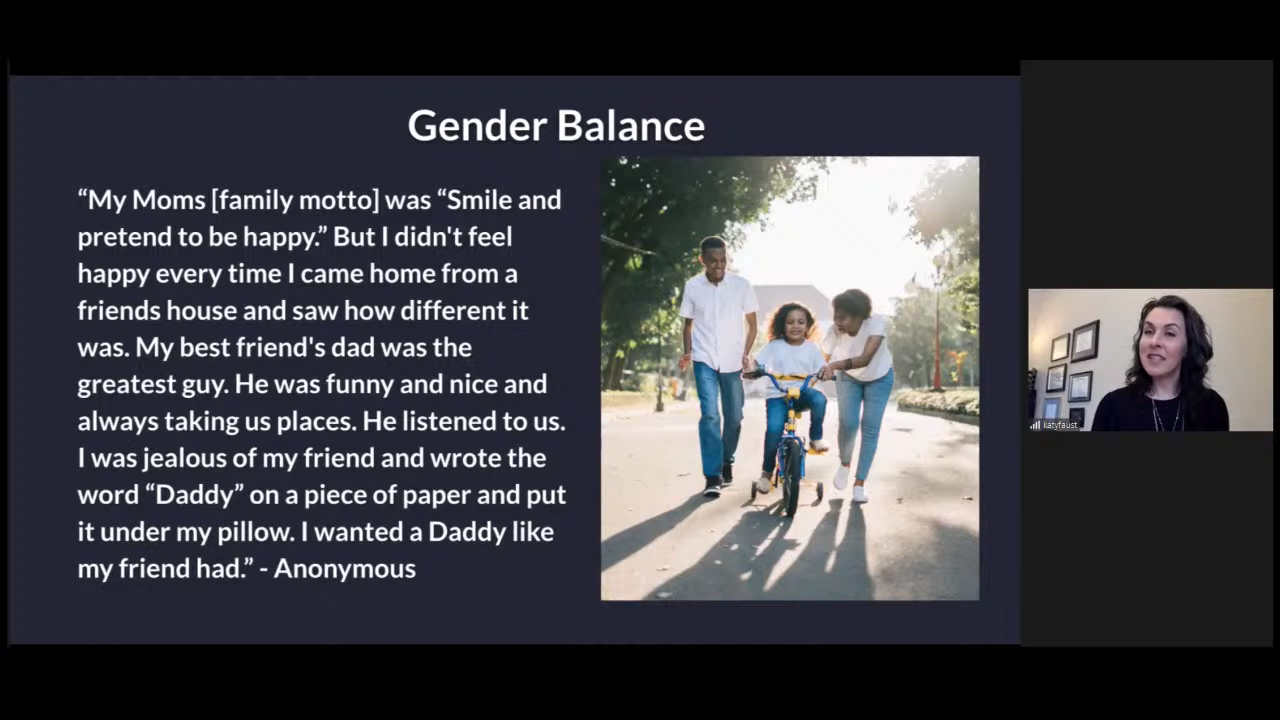 Gender Balance
“My Moms [family motto] was “Smile and
pretend to be happy.” But I didn't feel
happy every time I came home from a
friends house and saw how different it
was. My best friend's dad was the
greatest guy. He was funny and nice and
always taking us places. He listened to us.
I was jealous of my friend and wrote the
word “Daddy” on a piece of paper and put
it under my pillow. I wanted a Daddy like
my friend had.” - Anonymous
katyfaust